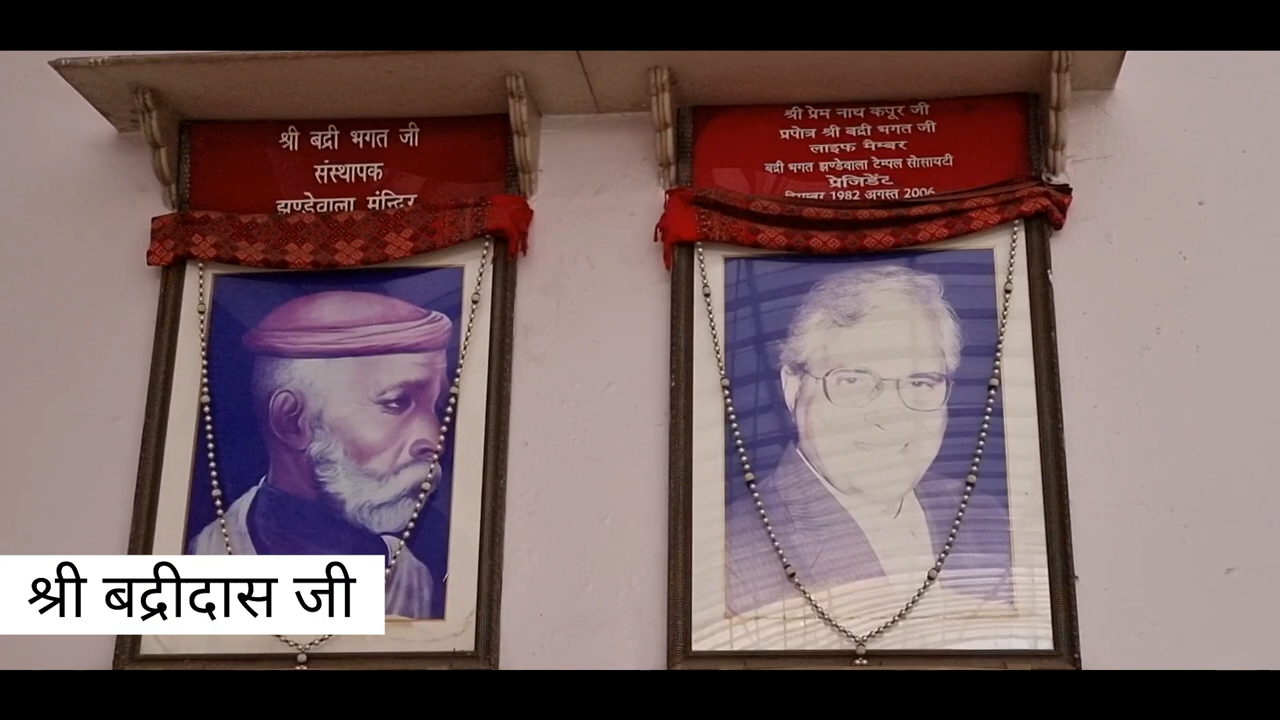 श्री बद्री भगत जी
संस्थापक
झण्डेवाला मंन्दिर
श्री प्रेम नाथ कपूर जी
प्रपौत्र श्री बद्री भगत जी
लाइफ मैम्बर
बद्री भगत झण्डेवाला टेम्पल सोसायटी
प्रेजिडेंट
1982 अगस्त 2006
श्री बद्रीदास जी